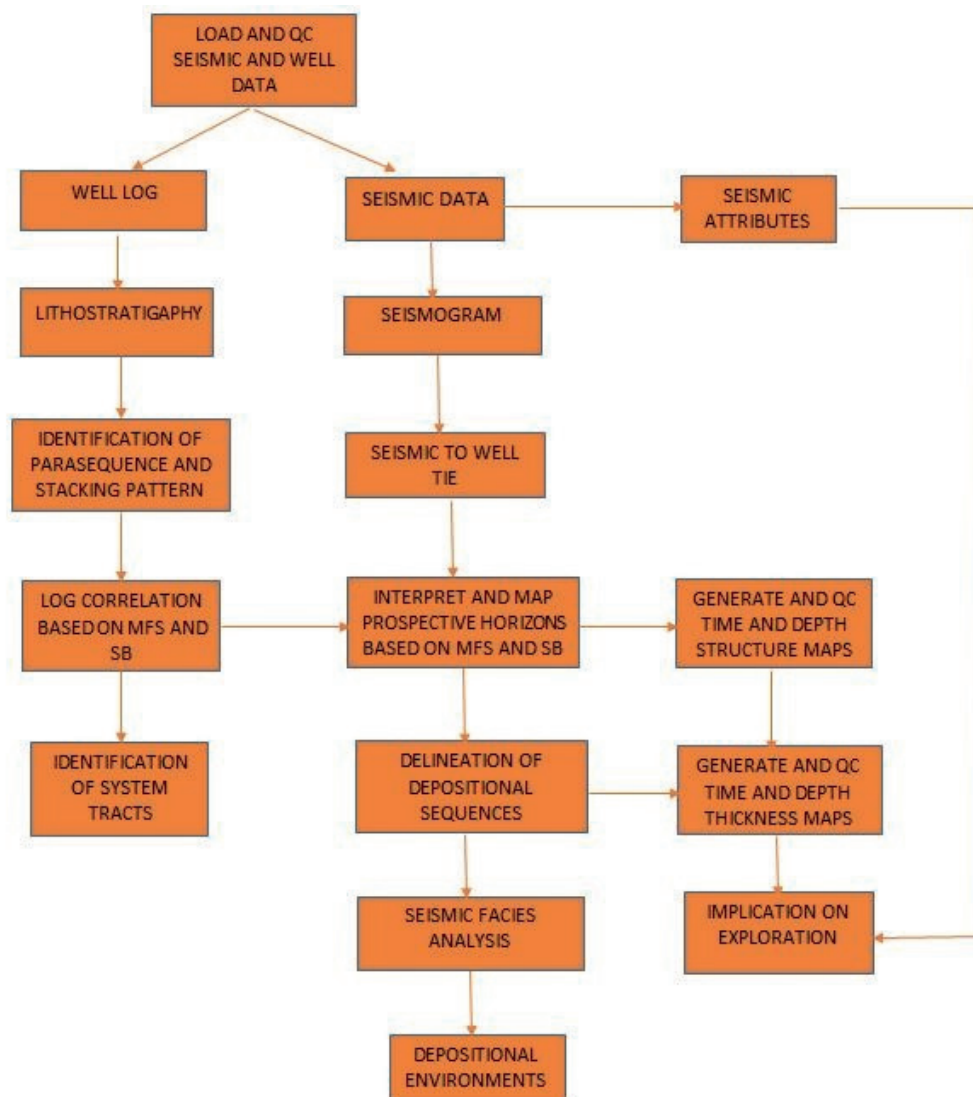 LOAD AND QC
SEISMIC AND WELL
DATA
WELL LOG
SEISMIC DATA
SEISMIC
ATTRIBUTES
LITHOSTRATIGAPHY
SEISMOGRAM
IDENTIFICATION OF
PARASEQUENCE AND
STACKING PATTERN
SEISMIC TO WELL
TIE
LOG CORRELATION
BASED ON MFS AND
SB
INTERPRET AND MAP
PROSPECTIVE HORIZONS
BASED ON MFS AND SB
GENERATE AND QC
TIME AND DEPTH
STRUCTURE MAPS
IDENTIFICATION
OF SYSTEM
TRACTS
DELINEATION OF
DEPOSITIONAL
SEQUENCES
GENERATE AND QC
TIME AND DEPTH
THICKNESS MAPS
SEISMIC FACIES
ANALYSIS
IMPLICATION ON
EXPLORATION
DEPOSITIONAL
ENVIRONMENTS